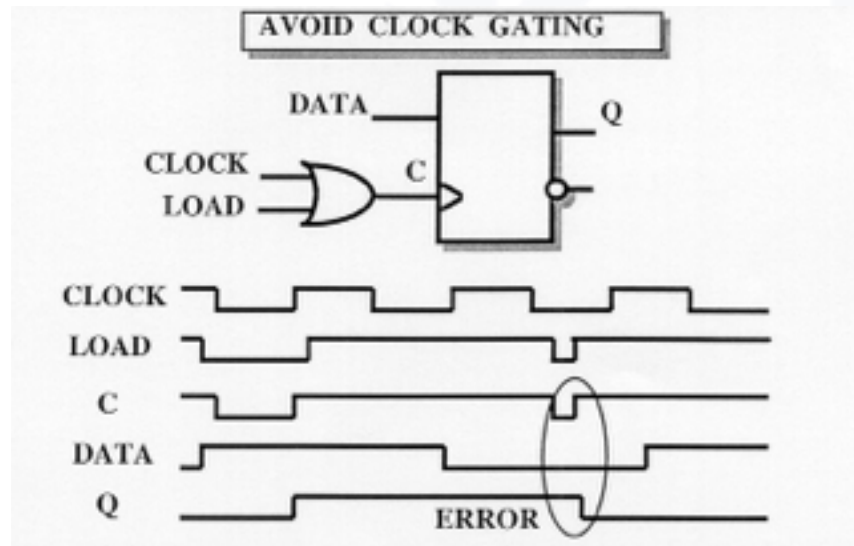 AVOID CLOCK GATING
DATA
Q
CLOCK
C
LOAD
CLOCK
LOAD
C
DATA
Q
ERROR